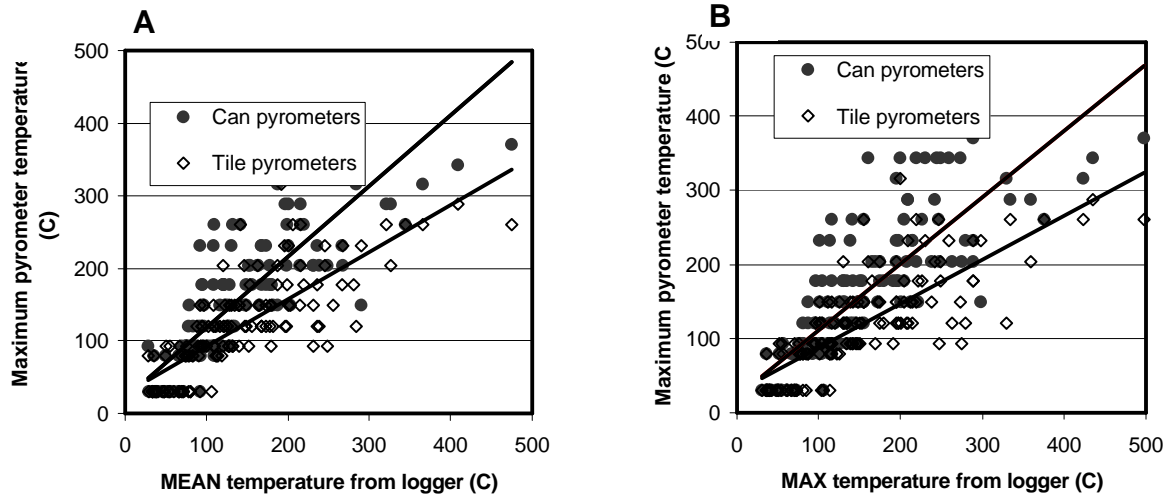 A
500
400
300
200
100
0
Maximum pyrometer temperature
(C)
Can pyrometers
Tile pyrometers
0 100 200 300 400 500
MEAN temperature from logger (C)
B
500
400
300
200
100
0
Maximum pyrometer temperature (C
Can pyrometers
Tile pyrometers
0 100 200 300 400 500
MAX temperature from logger (C)